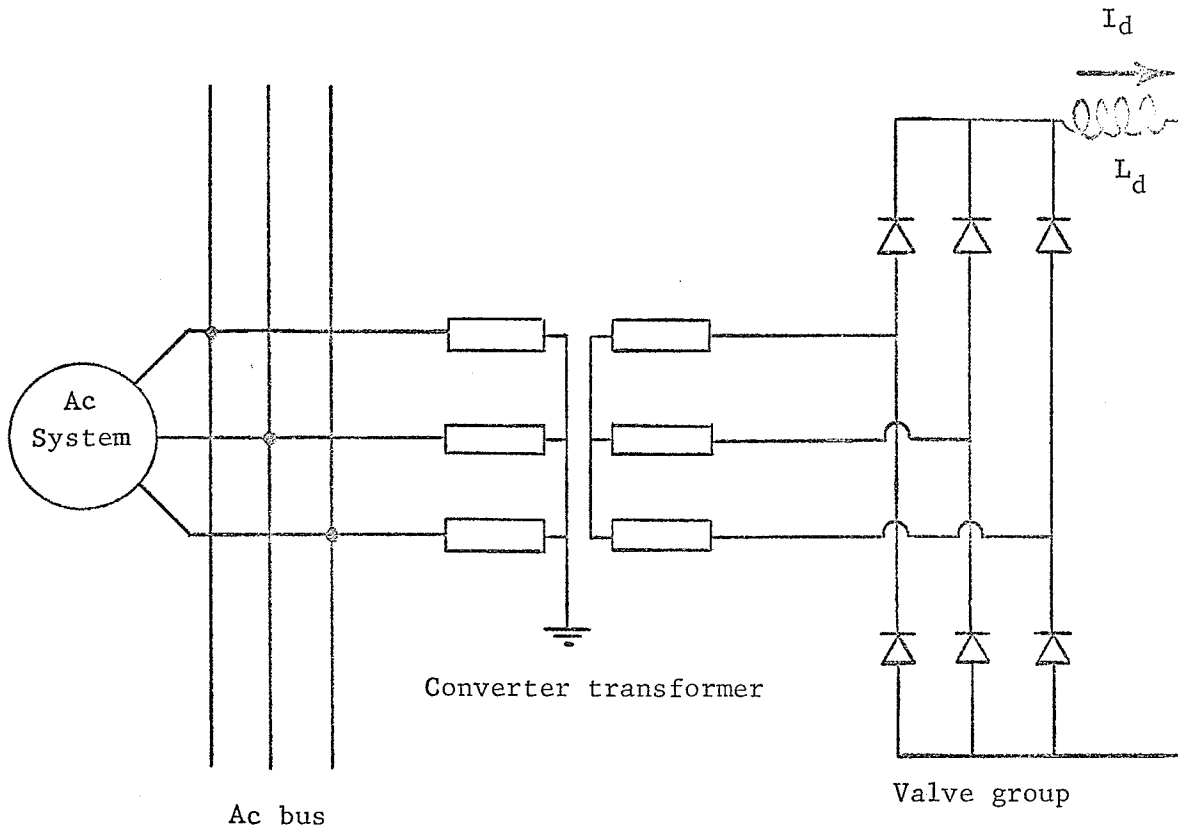 I_d
L_d
Ac
System
Converter transformer
Valve group
Ac bus